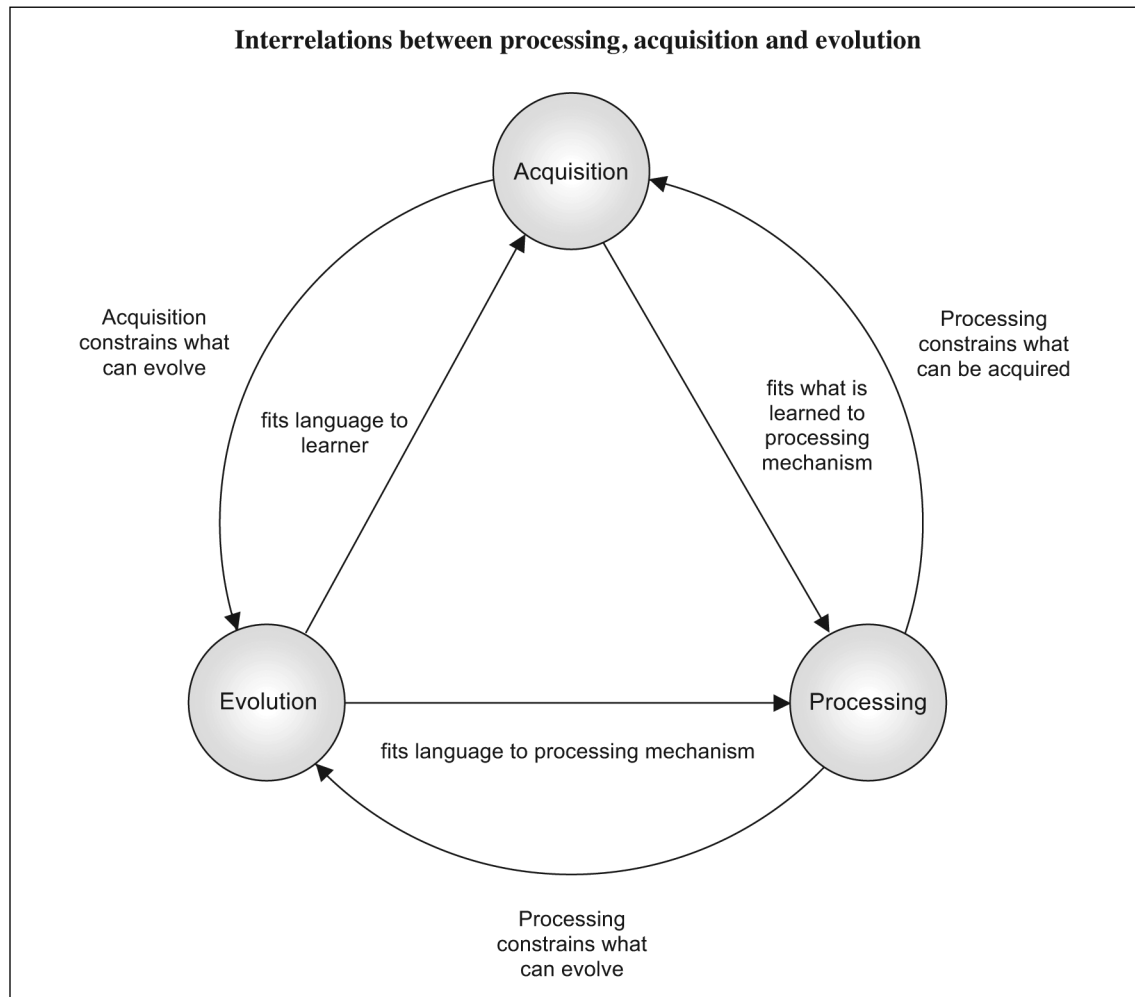 Interrelations between processing, acquisition and evolution
Acquisition
Acquisition
constrains what
can evolve
Processing
constrains what
can be acquired
fits language to
learner
fits what is
learned to
processing
mechanism
Evolution
Processing
fits language to processing mechanism
Processing
constrains what
can evolve